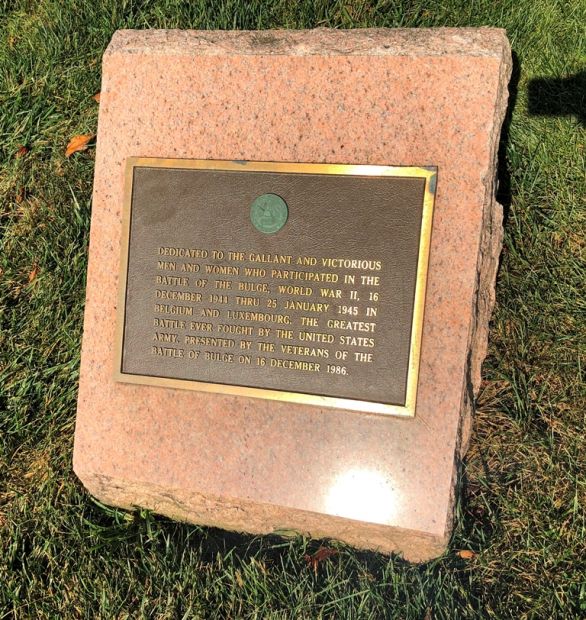 DEDICATED TO THE GALLANT AND VICTORIOUS
MEN AND WOMEN WHO PARTICIPATED IN THE
BATTLE OF THE BULGE, WORLD WAR II, 16
DECEMBER 1944 THRU 25 JANUARY 1945 IN
BELGIUM AND LUXEMBOURG. THE GREATEST
BATTLE EVER FOUGHT BY THE UNITED STATES
ARMY. PRESENTED BY THE VETERANS OF THE
BATTLE OF BULGE ON 16 DECEMBER 1986.